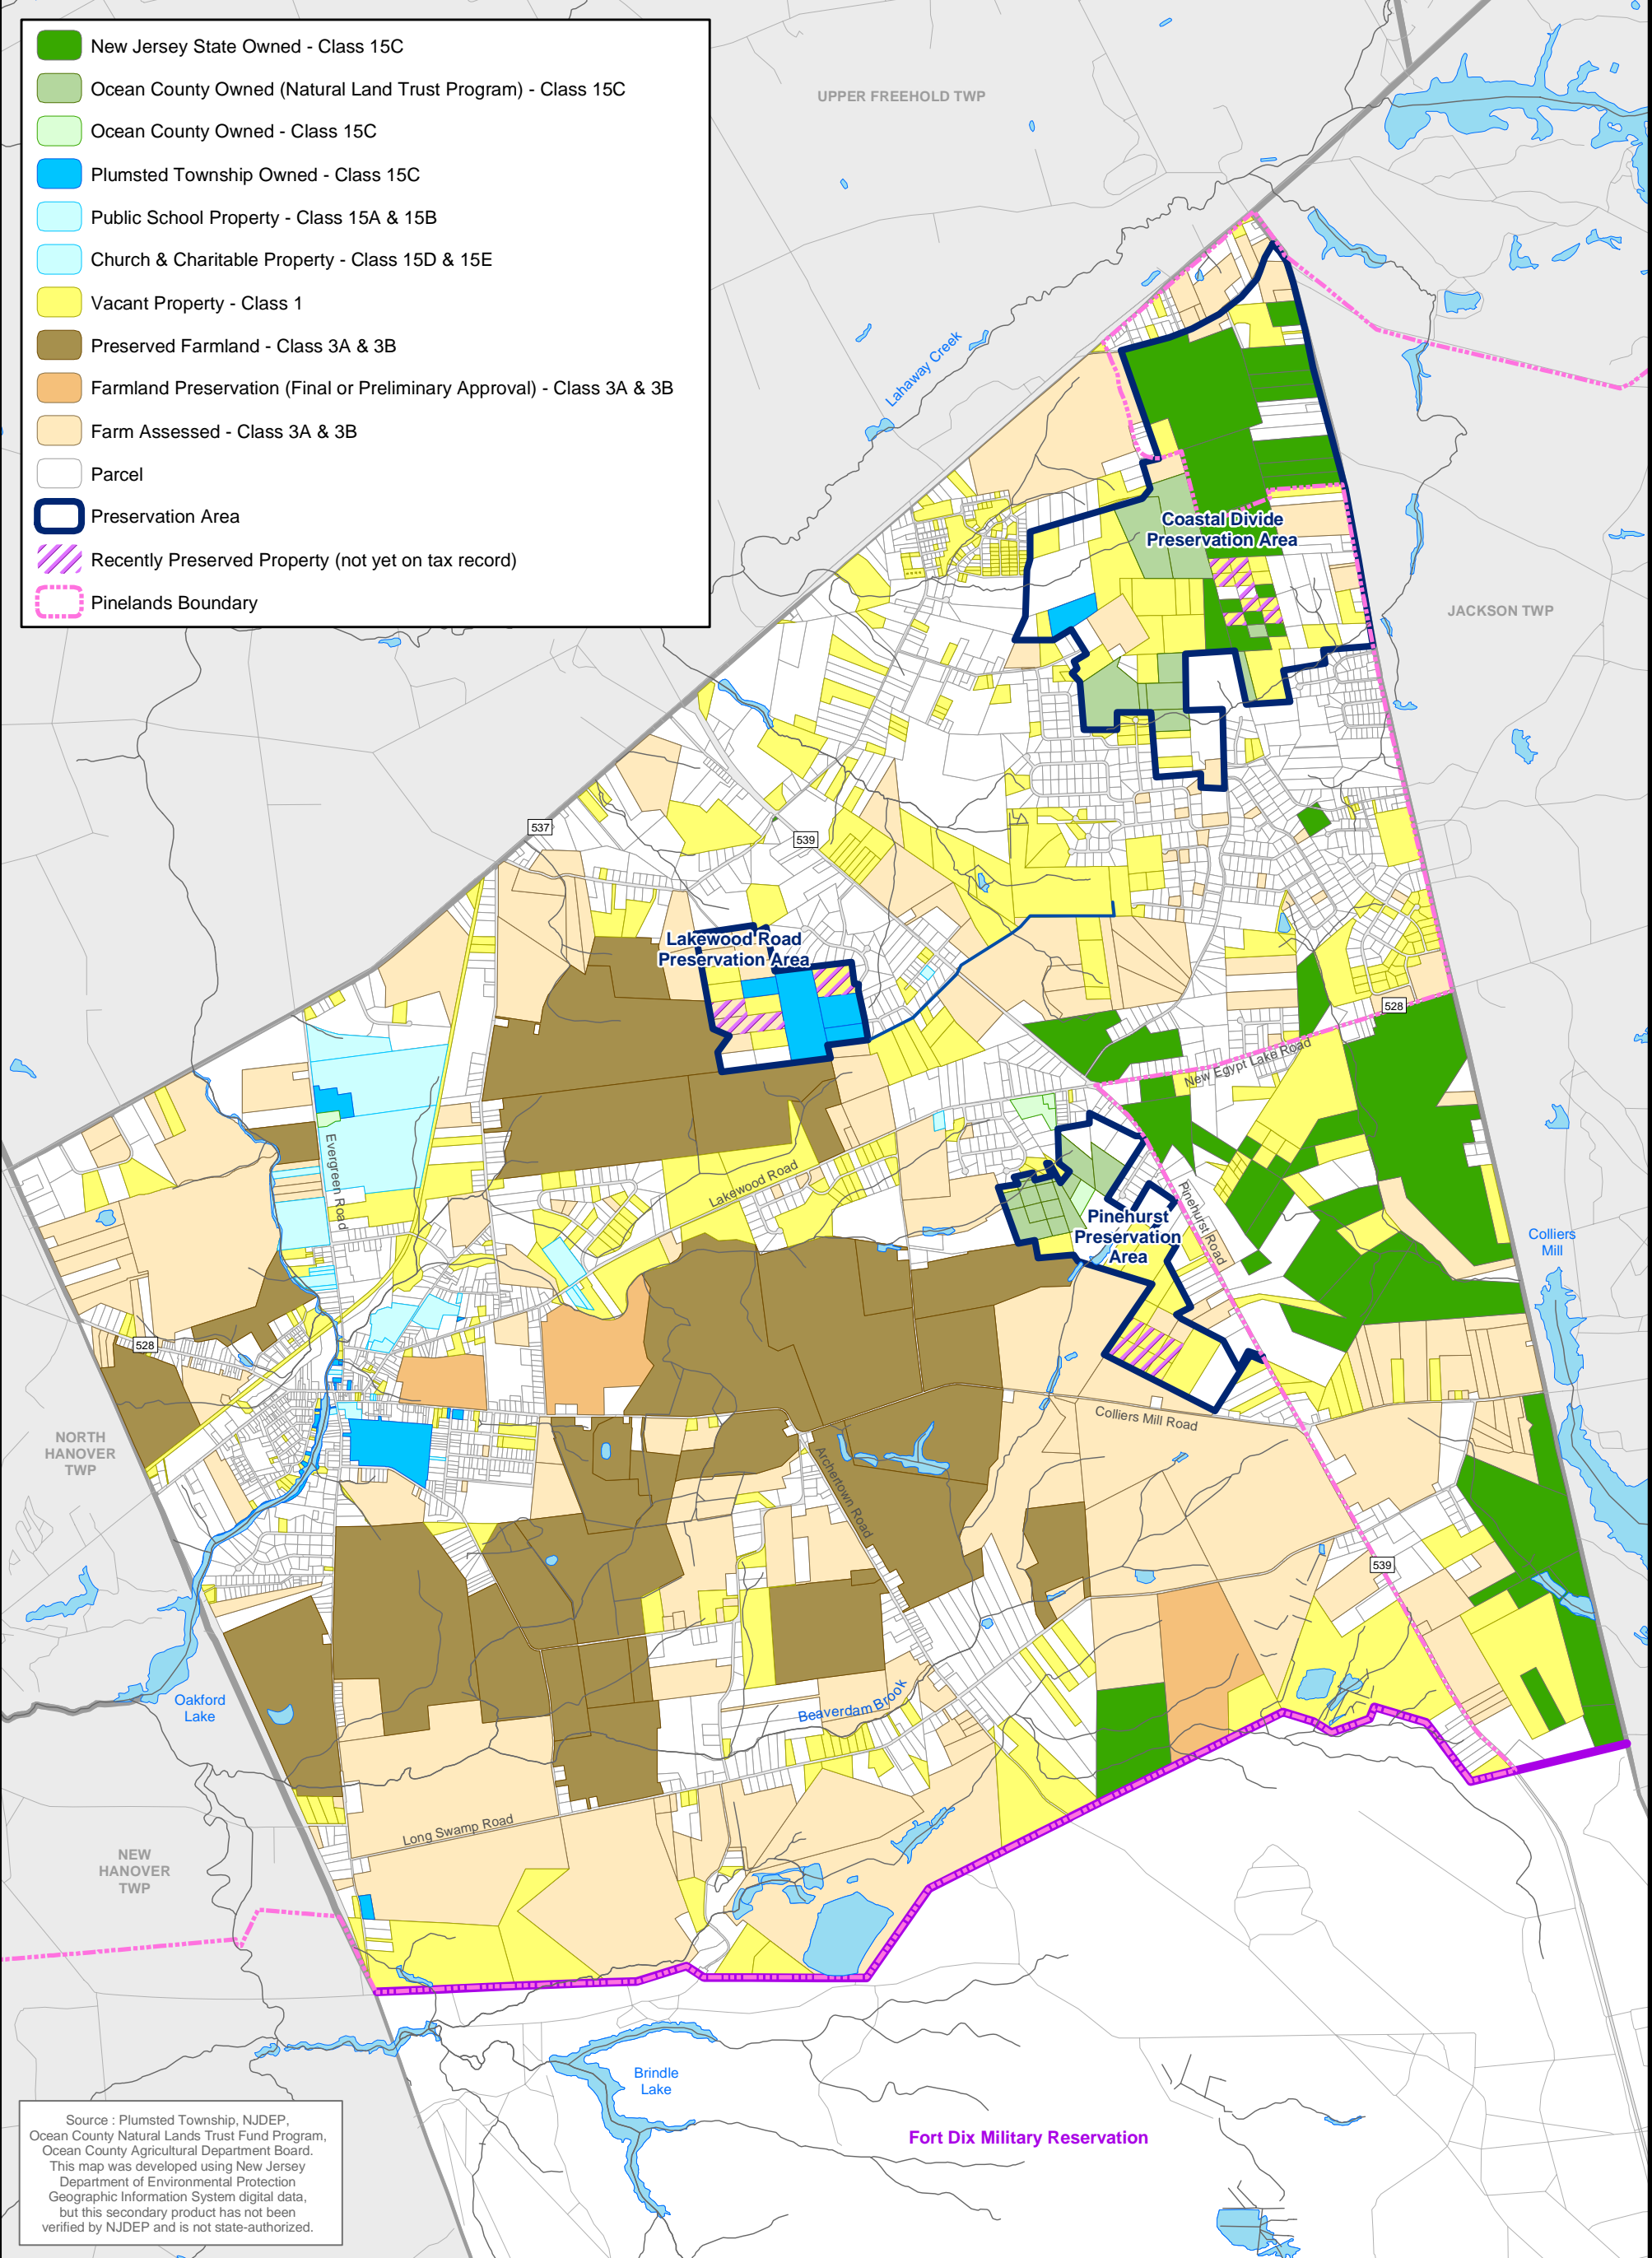 New Jersey State Owned - Class 15C
Ocean County Owned (Natural Land Trust Program) - Class 15C
Ocean County Owned - Class 15C
Plumsted Township Owned - Class 15C
Public School Property - Class 15A & 15B
Church & Charitable Property - Class 15D & 15E
Vacant Property - Class 1
Preserved Farmland - Class 3A & 3B
Farmland Preservation (Final or Preliminary Approval) - Class 3A & 3B
Farm Assessed - Class 3A & 3B
Parcel
Preservation Area
Recently Preserved Property (not yet on tax record)
Pinelands Boundary
UPPER FREEHOLD TWP
Lahaway Creek
Coastal Divide
Preservation Area
JACKSON TWP
537
539
Lakewood Road
Preservation Area
528
New Egypt Lake Road
Evergreen Road
Lakewood Road
Pinehurst Road
Pinehurst
Preservation
Area
Colliers
Mill
528
NORTH
HANOVER
TWP
Colliers Mill Road
Archertown Road
539
Oakford
Lake
Beaverdam Brook
Long Swamp Road
NEW
HANOVER
TWP
Brindle
Lake
Fort Dix Military Reservation
Source : Plumsted Township, NJDEP,
Ocean County Natural Lands Trust Fund Program,
Ocean County Agricultural Department Board.
This map was developed using New Jersey
Department of Environmental Protection
Geographic Information System digital data,
but this secondary product has not been
verified by NJDEP and is not state-authorized.